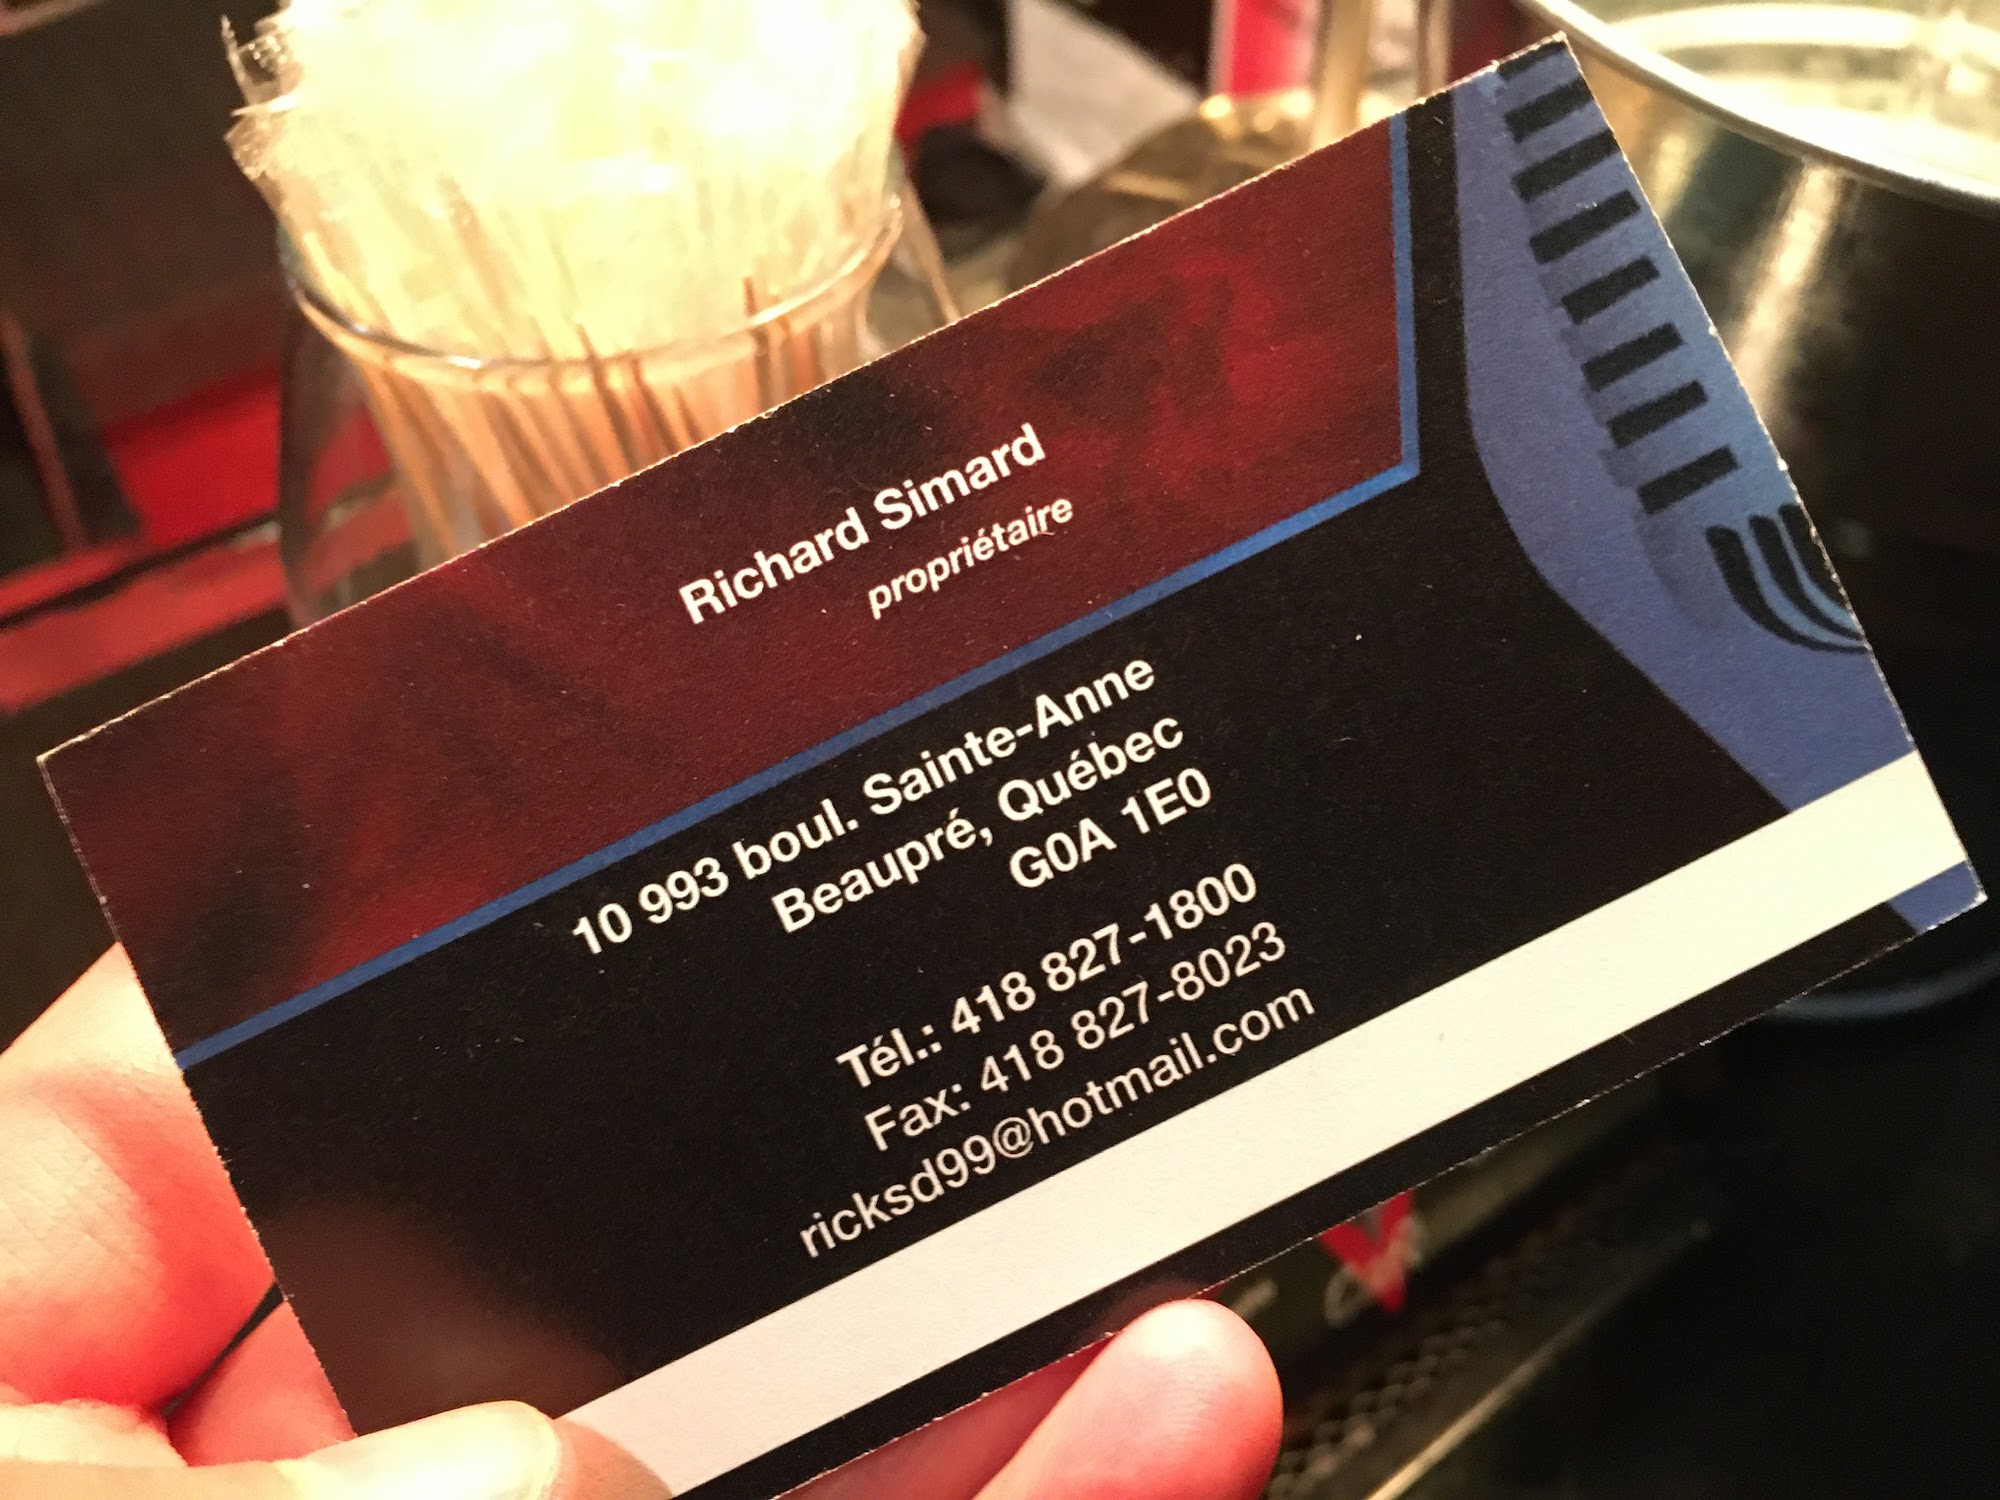 Richard Simard
propriétaire
10 993 boul. Sainte-Anne
Beaupré, Québec
G0A 1E0
Tél.: 418 827-1800
Fax: 418 827-8023
ricksd99@hotmail.com